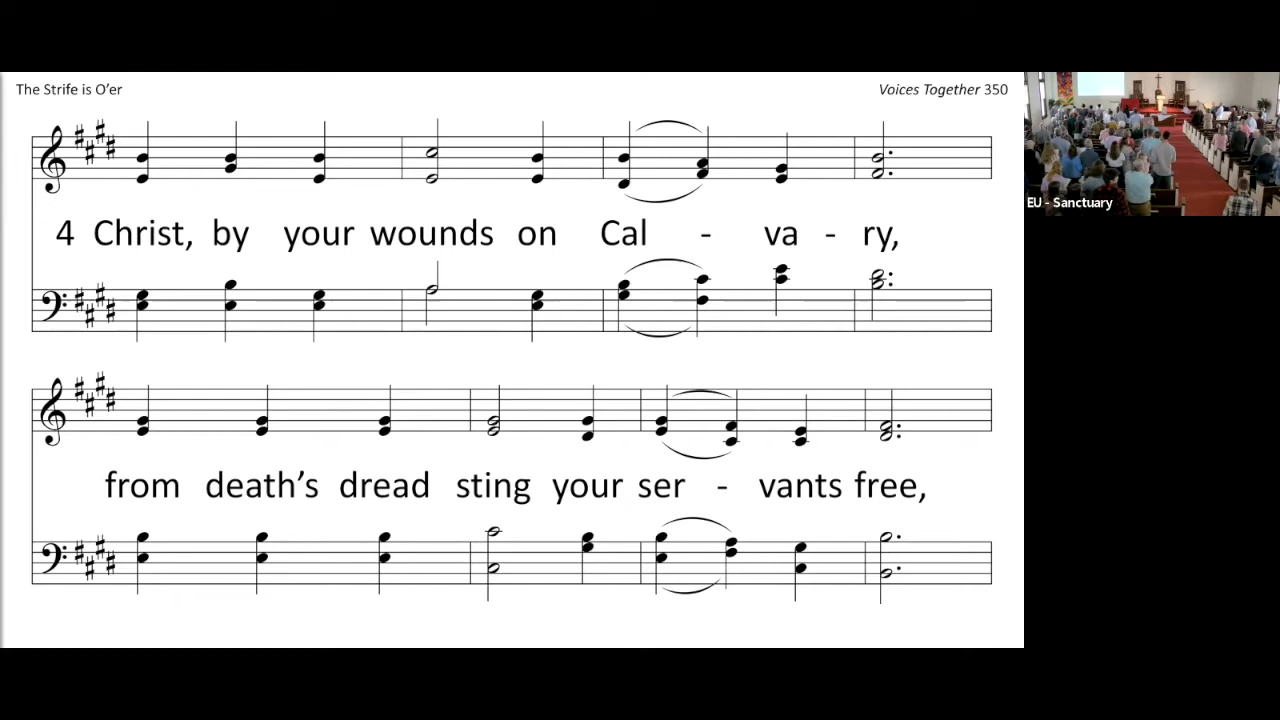 The Strife is O’er
Voices Together 350
4 Christ, by your wounds on Cal - va - ry,
from death’s dread sting your ser - vants free,
EU - Sanctuary